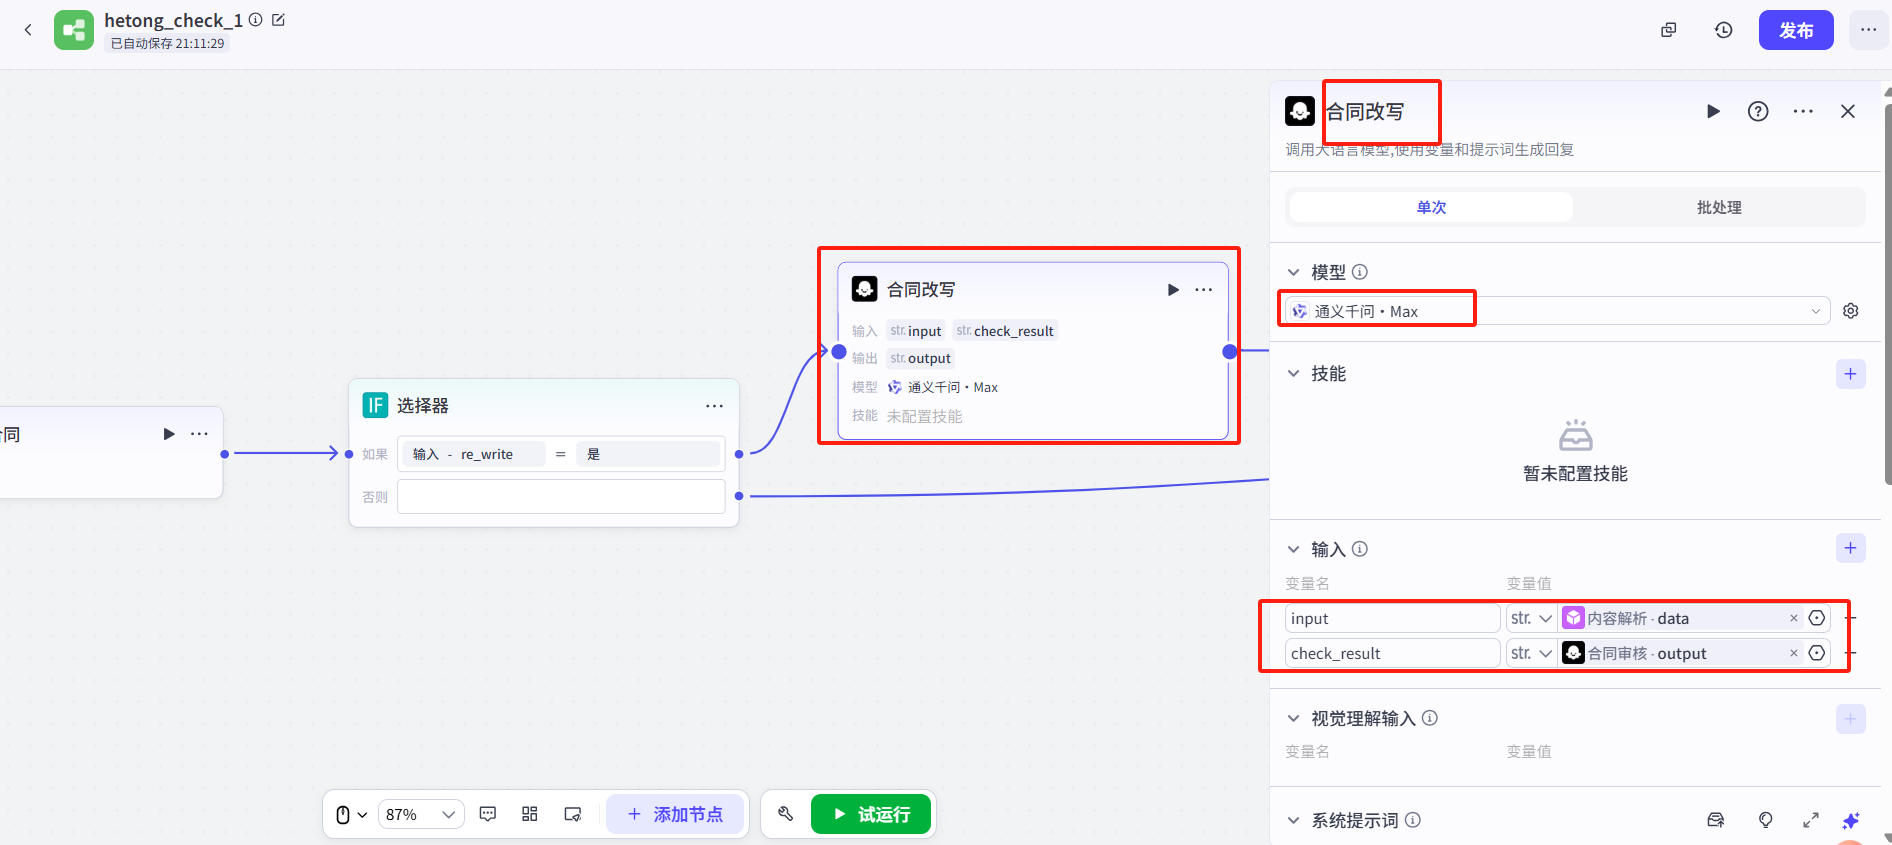 hetong_check_1
已自动保存 21:11:29
发布
同
选择器
如果 输入 - re_write = 是
否则
合同改写
输入 str. input str. check_result
输出 str. output
模型 通义千问・Max
技能 未配置技能
87%
添加节点
试运行
合同改写
调用大语言模型,使用变量和提示词生成回复
单次 批处理
模型
通义千问・Max
技能
暂未配置技能
输入
变量名 变量值
input str. 内容解析 · data
check_result str. 合同审核 · output
视觉理解输入
变量名 变量值
系统提示词